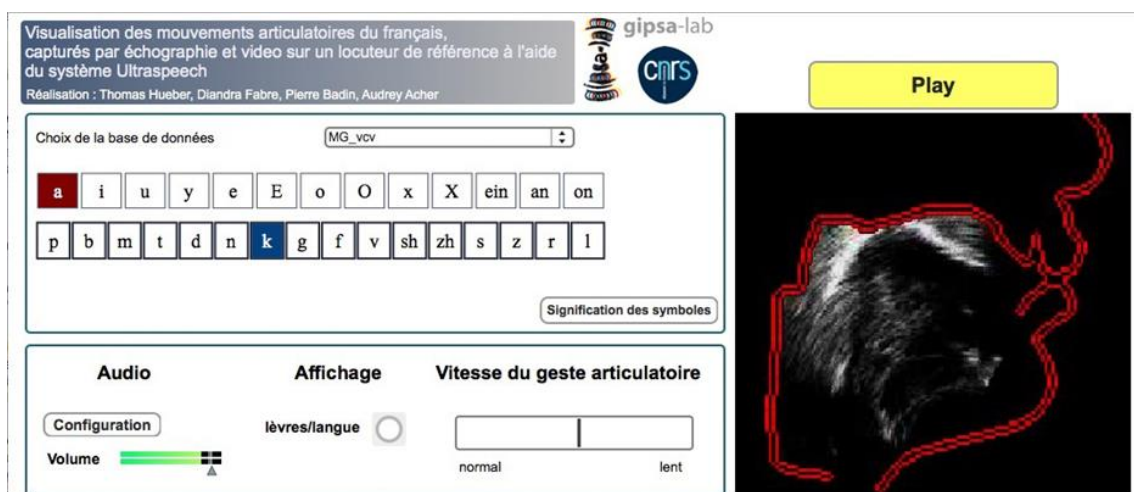 Visualisation des mouvements articulatoires du français,
capturés par échographie et video sur un locuteur de référence à l'aide
du système Ultraspeech
Réalisation : Thomas Hueber, Diandra Fabre, Pierre Badin, Audrey Acher
gipsa-lab
cnrs
Play
Choix de la base de données MG_vcv
a i u y e E o O x X ein an on
p b m t d n k g f v sh zh s z r l
Signification des symboles
Audio Affichage Vitesse du geste articulatoire
Configuration lèvres/langue
Volume normal lent